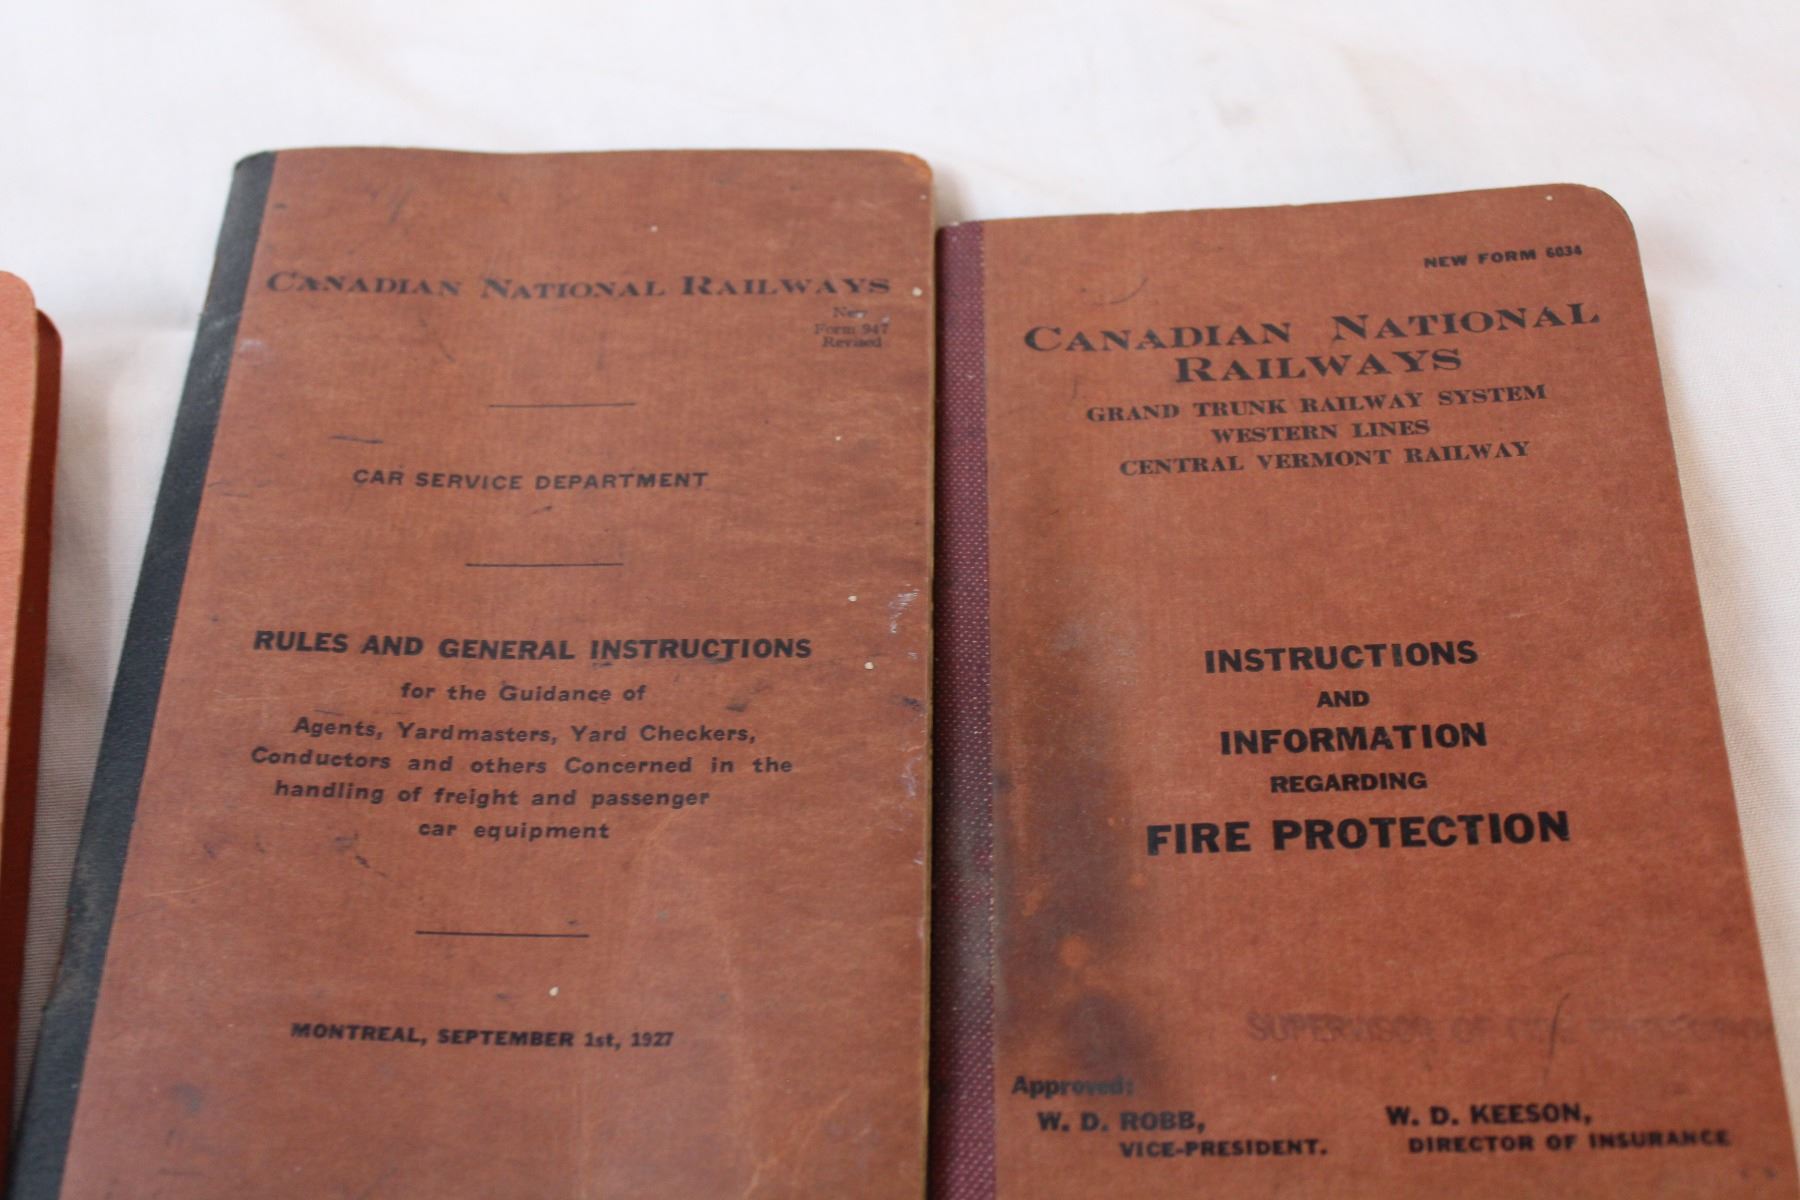 CANADIAN NATIONAL RAILWAYS
New
Form 947
Revised
CAR SERVICE DEPARTMENT
RULES AND GENERAL INSTRUCTIONS
for the Guidance of
Agents, Yardmasters, Yard Checkers,
Conductors and others Concerned in the
handling of freight and passenger
car equipment
MONTREAL, SEPTEMBER 1st, 1927
NEW FORM 6034
CANADIAN NATIONAL
RAILWAYS
GRAND TRUNK RAILWAY SYSTEM
WESTERN LINES
CENTRAL VERMONT RAILWAY
INSTRUCTIONS
AND
INFORMATION
REGARDING
FIRE PROTECTION
SUPERVISOR OF
Approved:
W. D. ROBB,
VICE-PRESIDENT.
W. D. KEESON,
DIRECTOR OF INSURANCE